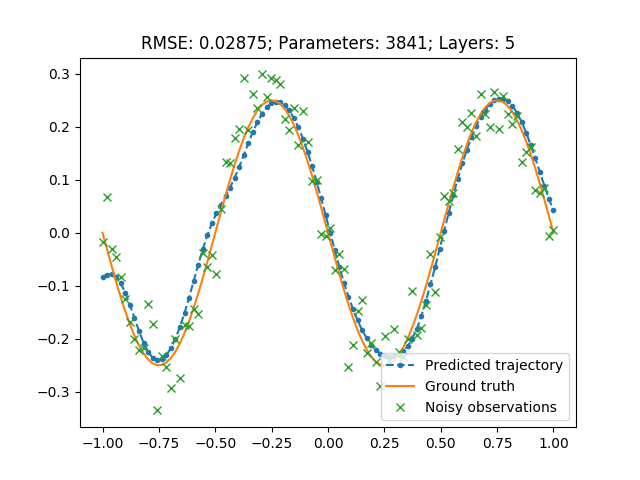 RMSE: 0.02875; Parameters: 3841; Layers: 5
0.3
0.2
0.1
0.0
−0.1
−0.2
−0.3
Predicted trajectory
Ground truth
Noisy observations
−1.00 −0.75 −0.50 −0.25 0.00 0.25 0.50 0.75 1.00